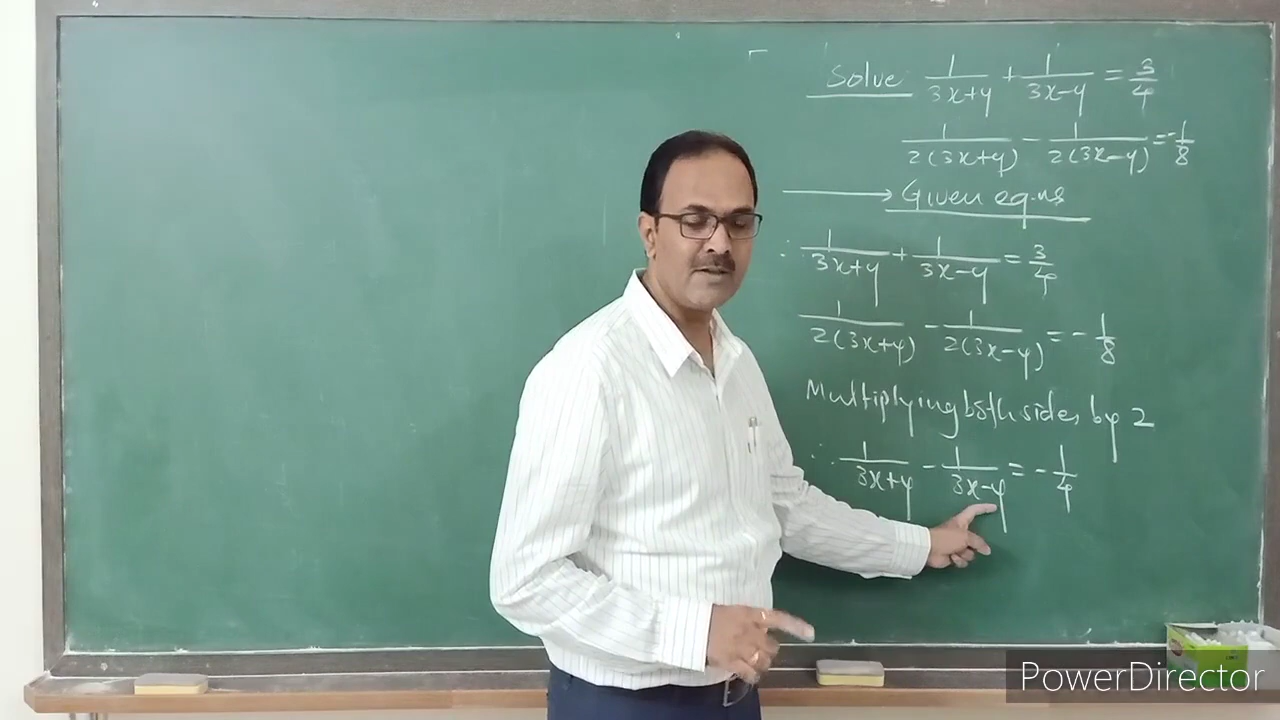 Solve 1/(3x+y) + 1/(3x-y) = 3/4
1/(2(3x+y)) - 1/(2(3x-y)) = -1/8
→ Given eq.ns
∴ 1/(3x+y) + 1/(3x-y) = 3/4
1/(2(3x+y)) - 1/(2(3x-y)) = -1/8
Multiplying both sides by 2
∴ 1/(3x+y) - 1/(3x-y) = -1/4
PowerDirector